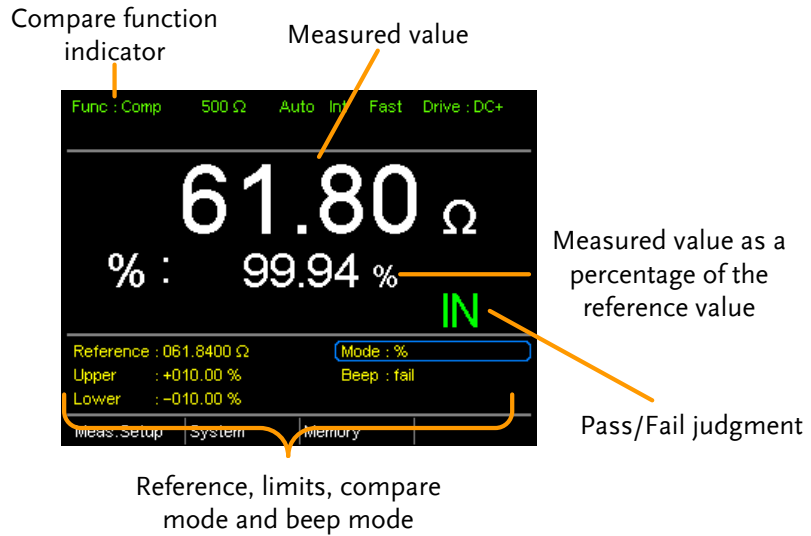 Compare function
indicator
Measured value
Func : Comp 500 Ω Auto Int Fast Drive : DC+
61.80 Ω
% : 99.94 %
IN
Measured value as a
percentage of the
reference value
Reference : 061.8400 Ω Mode : %
Upper : +010.00 % Beep : fail
Lower : -010.00 %
Meas.Setup System Memory
Pass/Fail judgment
Reference, limits, compare
mode and beep mode